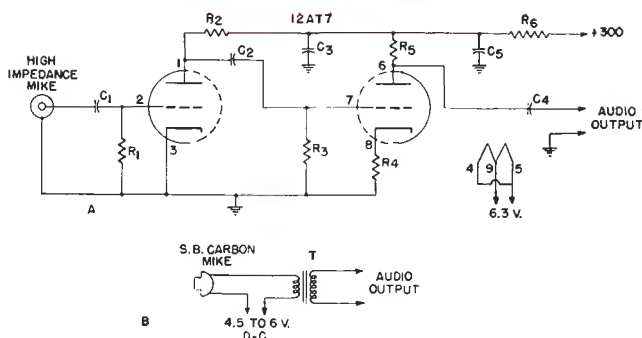 R2
12AT7
R6
HIGH
IMPEDANCE
MIKE
1
C2
C3
R5
6
C5
+300
C1
2
7
C4
AUDIO
OUTPUT
R1
3
R3
8
R4
4
9
5
6.3 V.
A
S.B. CARBON
MIKE
T
AUDIO
OUTPUT
4.5 TO 6 V.
D-C
B